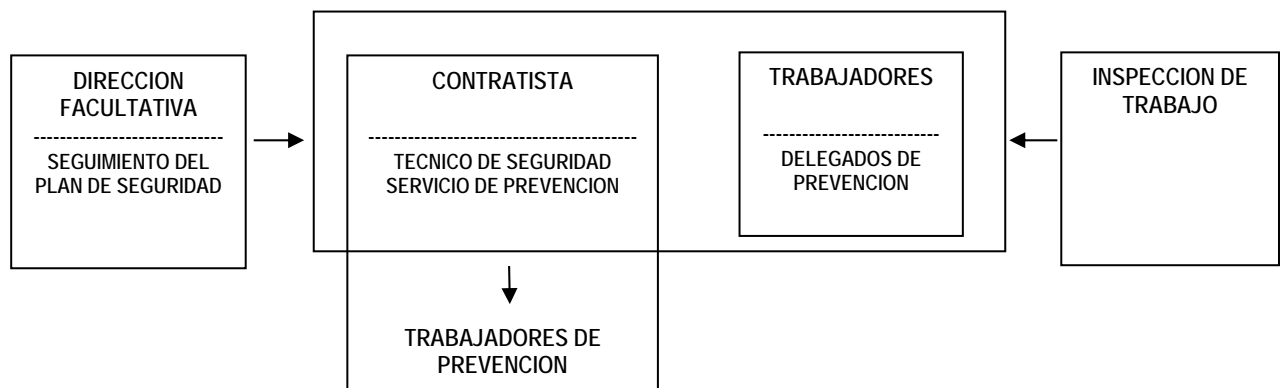 DIRECCION
FACULTATIVA
SEGUIMIENTO DEL
PLAN DE SEGURIDAD
CONTRATISTA
TECNICO DE SEGURIDAD
SERVICIO DE PREVENCION
TRABAJADORES DE
PREVENCION
TRABAJADORES
DELEGADOS DE
PREVENCION
INSPECCION DE
TRABAJO